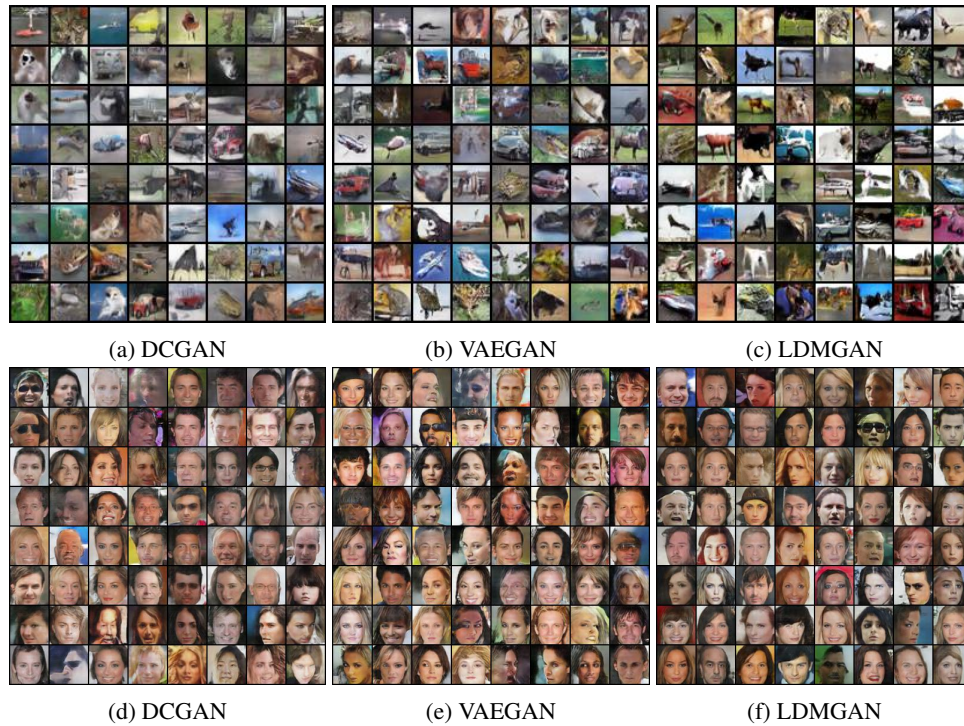 (a) DCGAN
(b) VAEGAN
(c) LDMGAN
(d) DCGAN
(e) VAEGAN
(f) LDMGAN